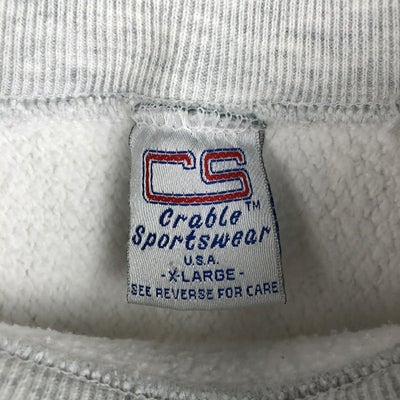 CS
Crable™
Sportswear
U.S.A.
-X-LARGE-
SEE REVERSE FOR CARE